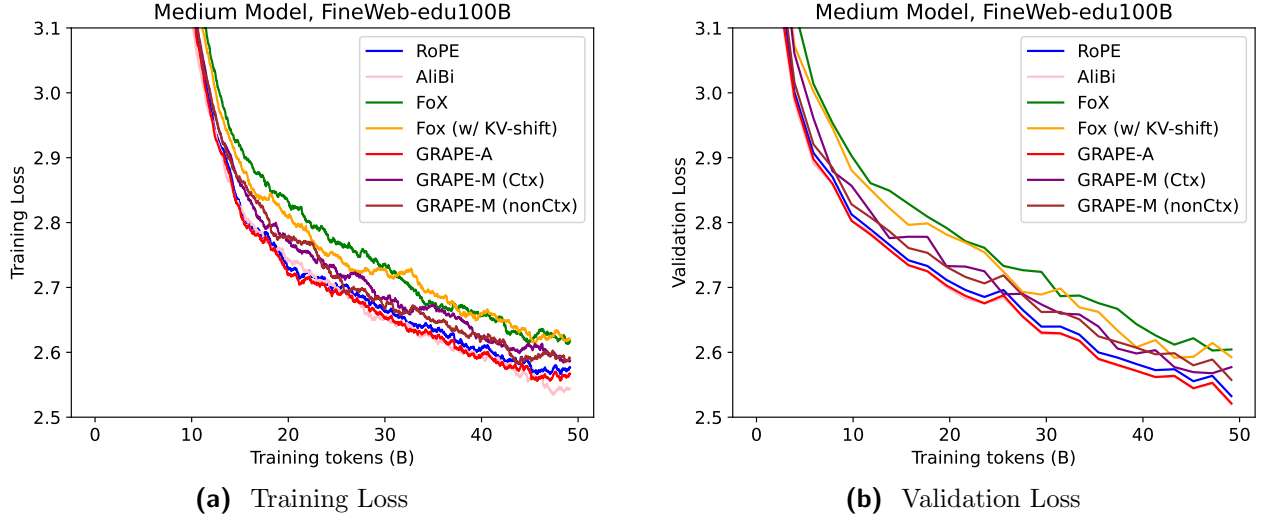 Medium Model, FineWeb-edu100B
3.1
3.0
2.9
2.8
2.7
2.6
2.5
Training Loss
RoPE
AliBi
FoX
Fox (w/ KV-shift)
GRAPE-A
GRAPE-M (Ctx)
GRAPE-M (nonCtx)
0 10 20 30 40 50
Training tokens (B)
(a) Training Loss
Medium Model, FineWeb-edu100B
3.1
3.0
2.9
2.8
2.7
2.6
2.5
Validation Loss
RoPE
AliBi
FoX
Fox (w/ KV-shift)
GRAPE-A
GRAPE-M (Ctx)
GRAPE-M (nonCtx)
0 10 20 30 40 50
Training tokens (B)
(b) Validation Loss